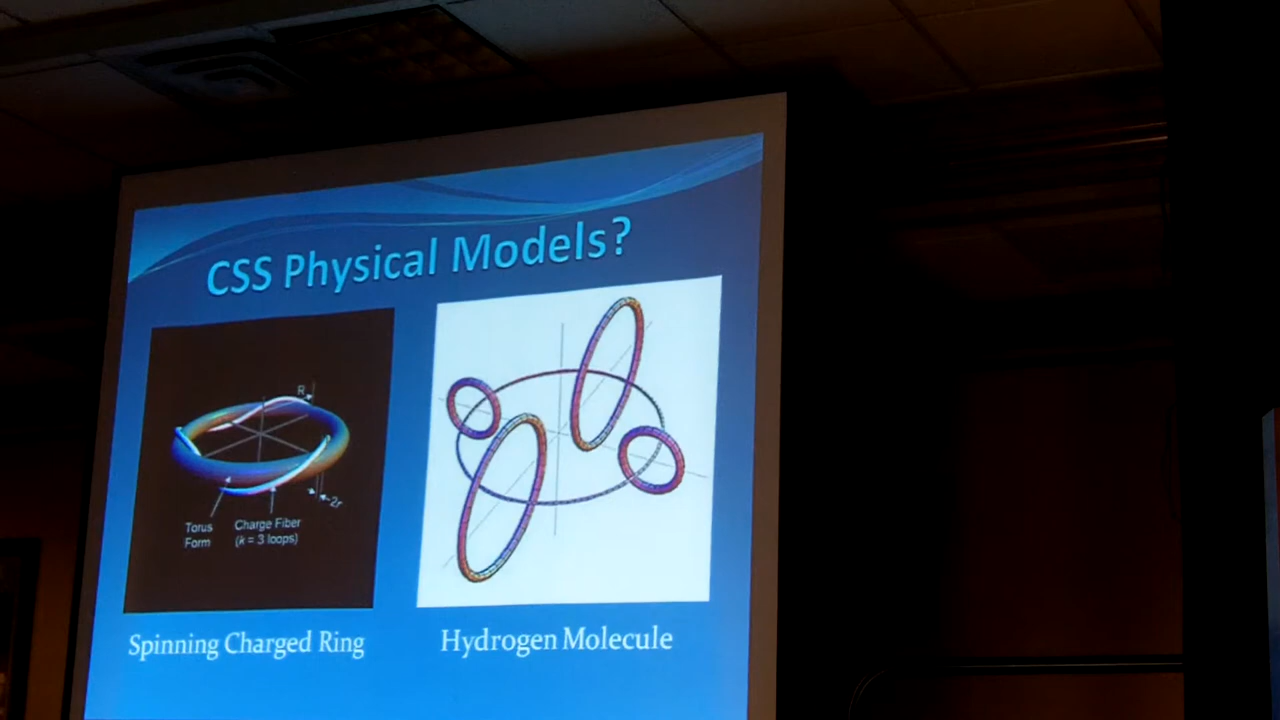 CSS Physical Models?
R
2r
Torus
Form
Charge Fiber
(k = 3 loops)
Spinning Charged Ring
Hydrogen Molecule